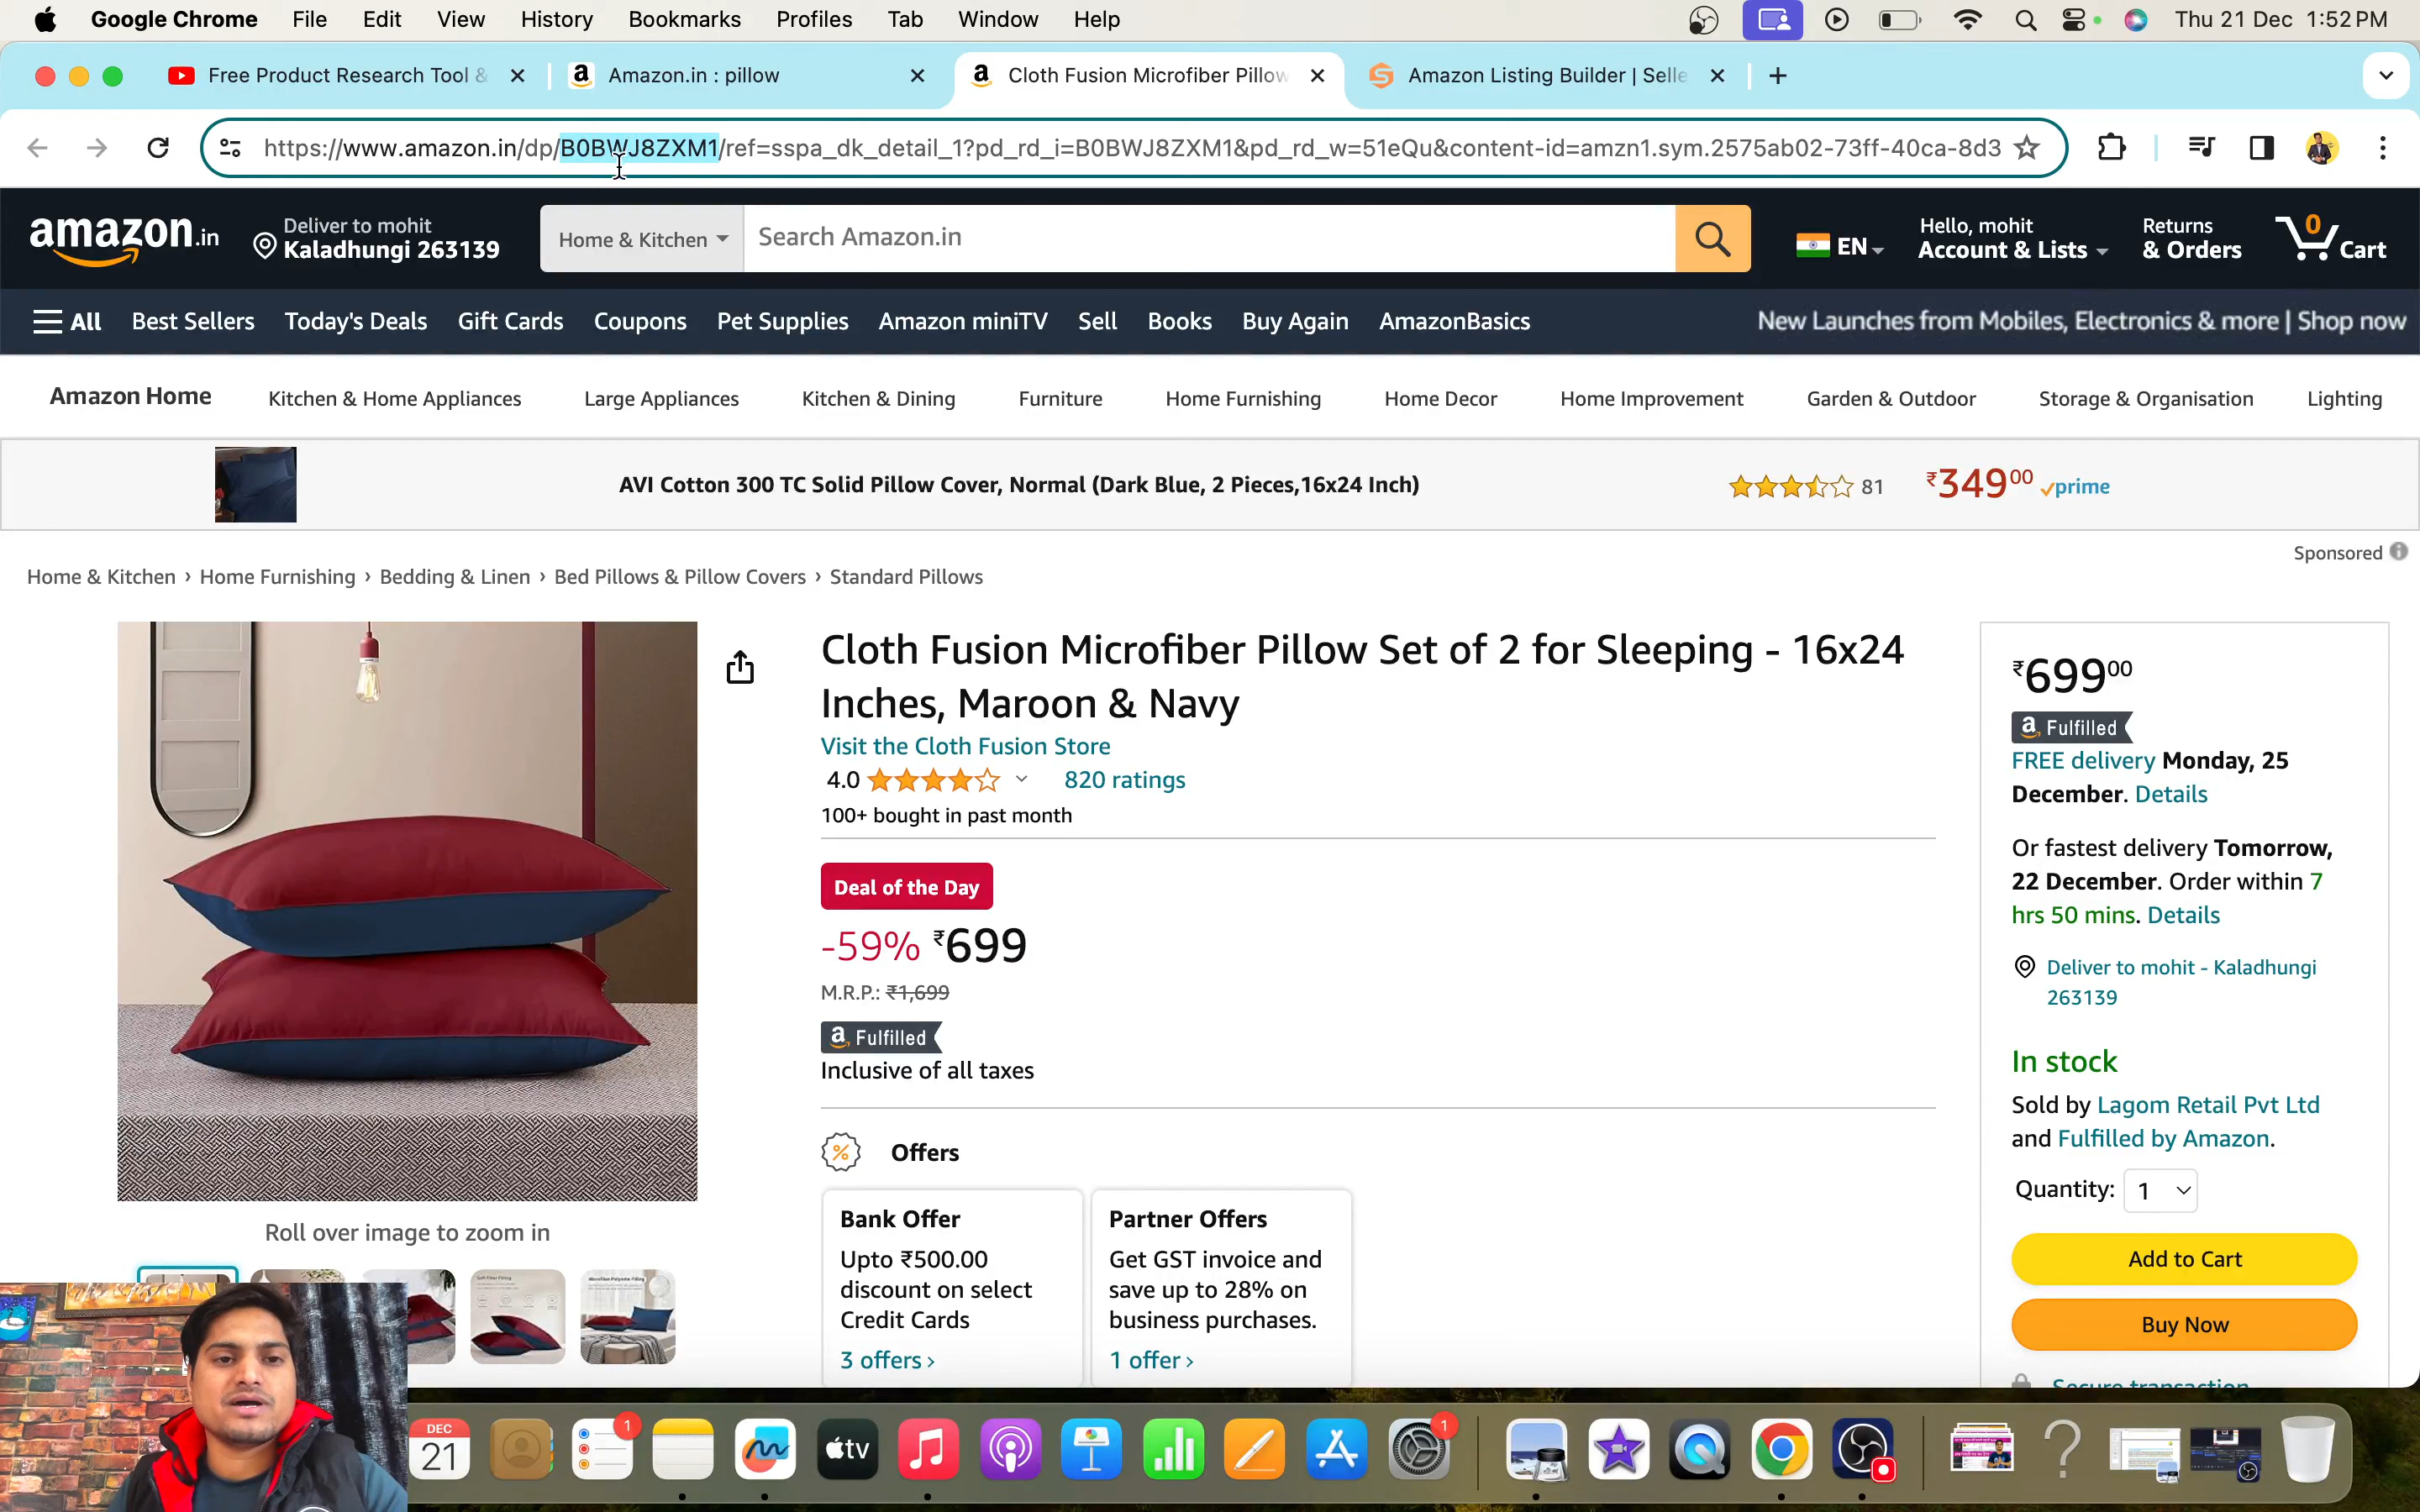 Google Chrome File Edit View History Bookmarks Profiles Tab Window Help Thu 21 Dec 1:52 PM
Free Product Research Tool & Amazon.in : pillow Cloth Fusion Microfiber Pillow Amazon Listing Builder | Selle
https://www.amazon.in/dp/B0BWJ8ZXM1/ref=sspa_dk_detail_1?pd_rd_i=B0BWJ8ZXM1&pd_rd_w=51eQu&content-id=amzn1.sym.2575ab02-73ff-40ca-8d3
amazon.in Deliver to mohit Kaladhungi 263139 Home & Kitchen Search Amazon.in EN Hello, mohit Account & Lists Returns & Orders 0 Cart
All Best Sellers Today's Deals Gift Cards Coupons Pet Supplies Amazon miniTV Sell Books Buy Again AmazonBasics New Launches from Mobiles, Electronics & more | Shop now
Amazon Home Kitchen & Home Appliances Large Appliances Kitchen & Dining Furniture Home Furnishing Home Decor Home Improvement Garden & Outdoor Storage & Organisation Lighting
AVI Cotton 300 TC Solid Pillow Cover, Normal (Dark Blue, 2 Pieces,16x24 Inch) 81 ₹34900 prime
Sponsored
Home & Kitchen › Home Furnishing › Bedding & Linen › Bed Pillows & Pillow Covers › Standard Pillows
Cloth Fusion Microfiber Pillow Set of 2 for Sleeping - 16x24
Inches, Maroon & Navy
Visit the Cloth Fusion Store
4.0 820 ratings
100+ bought in past month
Deal of the Day
-59% ₹699
M.R.P.: ₹1,699
a Fulfilled
Inclusive of all taxes
Offers
Bank Offer
Upto ₹500.00
discount on select
Credit Cards
3 offers ›
Partner Offers
Get GST invoice and
save up to 28% on
business purchases.
1 offer ›
Roll over image to zoom in
₹69900
a Fulfilled
FREE delivery Monday, 25
December. Details
Or fastest delivery Tomorrow,
22 December. Order within 7
hrs 50 mins. Details
Deliver to mohit - Kaladhungi
263139
In stock
Sold by Lagom Retail Pvt Ltd
and Fulfilled by Amazon.
Quantity: 1
Add to Cart
Buy Now
Secure transaction
DEC
21
1
tv
1